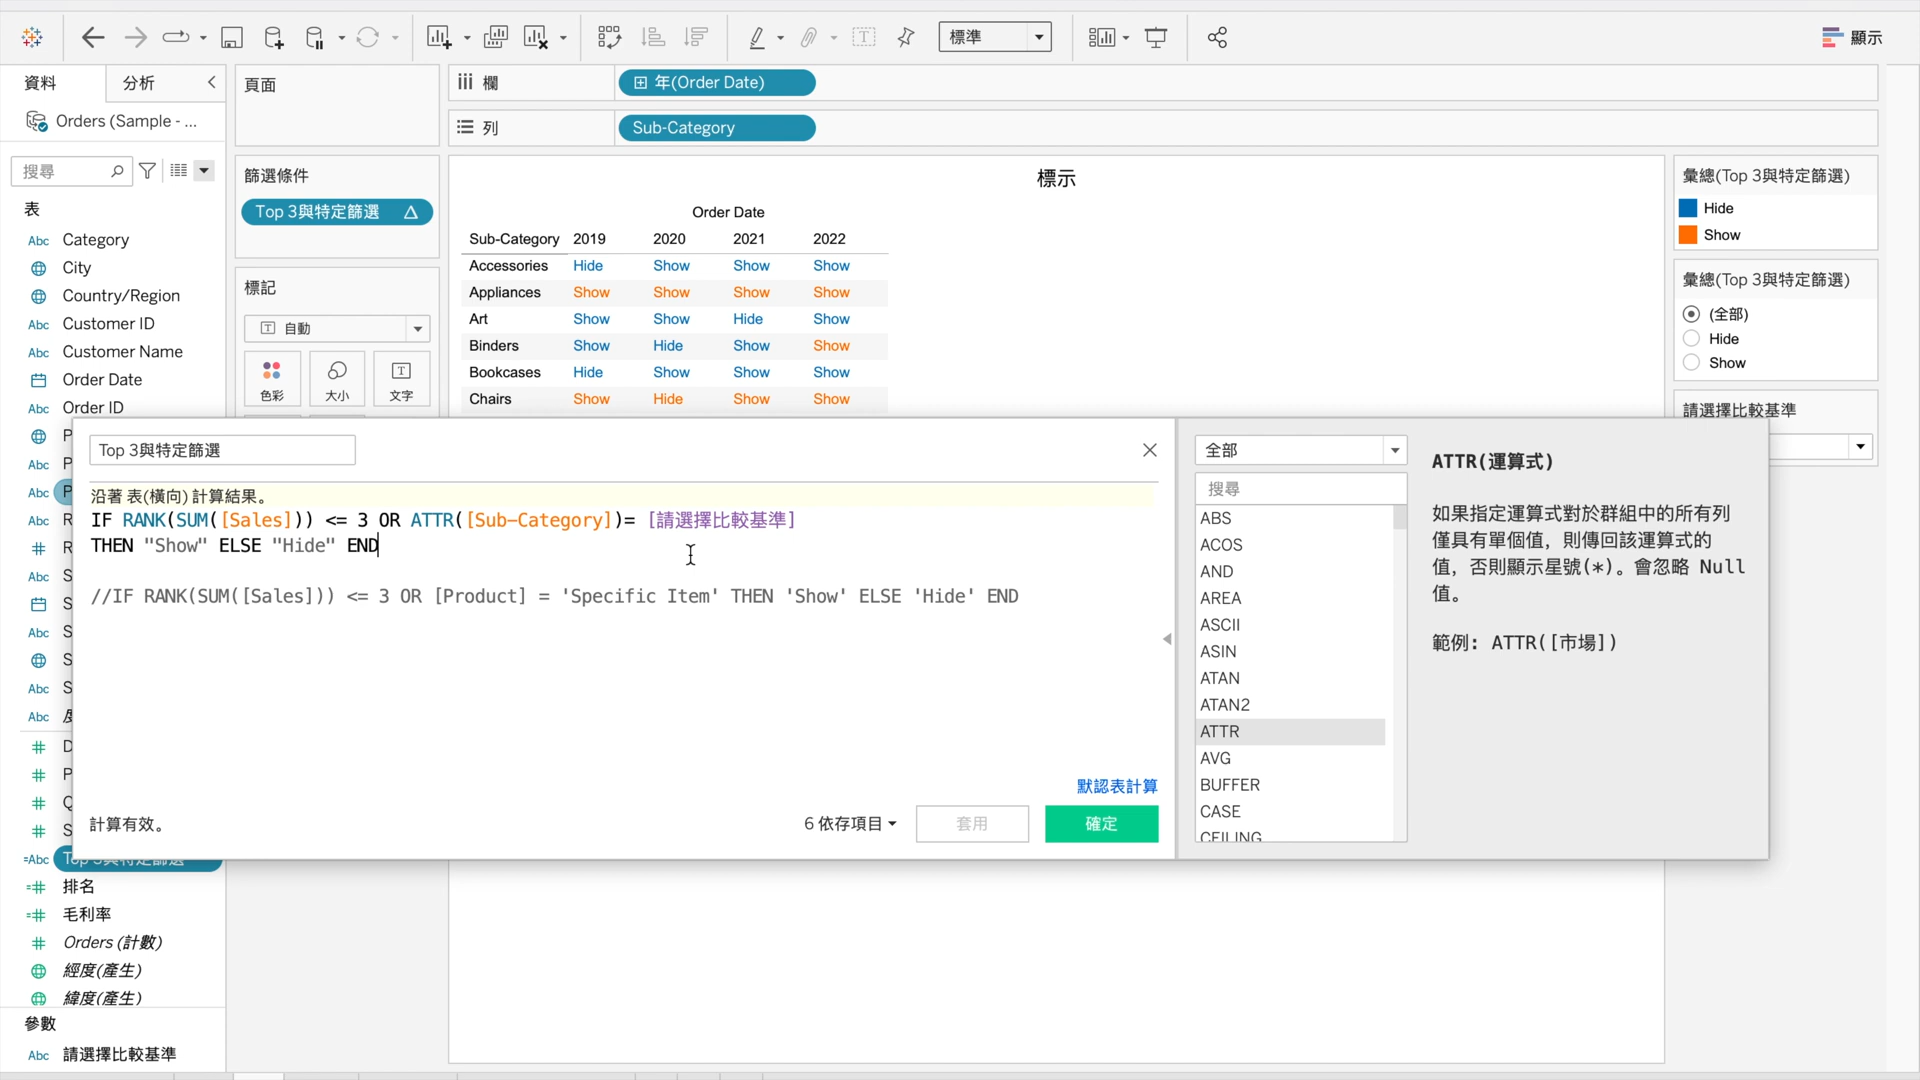 標準
顯示
資料
分析
頁面
欄
年(Order Date)
Orders (Sample - ...
列
Sub-Category
搜尋
篩選條件
Top 3與特定篩選
標示
彙總(Top 3與特定篩選)
Hide
Show
表
Category
City
Country/Region
Customer ID
Customer Name
Order Date
Order ID
標記
自動
色彩
大小
文字
Order Date
Sub-Category 2019 2020 2021 2022
Accessories Hide Show Show Show
Appliances Show Show Show Show
Art Show Show Hide Show
Binders Show Hide Show Show
Bookcases Hide Show Show Show
Chairs Show Hide Show Show
彙總(Top 3與特定篩選)
(全部)
Hide
Show
請選擇比較基準
Top 3與特定篩選
沿著 表(橫向) 計算結果。
IF RANK(SUM([Sales])) <= 3 OR ATTR([Sub-Category])= [請選擇比較基準]
THEN "Show" ELSE "Hide" END
//IF RANK(SUM([Sales])) <= 3 OR [Product] = 'Specific Item' THEN 'Show' ELSE 'Hide' END
默認表計算
計算有效。
6 依存項目
套用
確定
全部
搜尋
ABS
ACOS
AND
AREA
ASCII
ASIN
ATAN
ATAN2
ATTR
AVG
BUFFER
CASE
CEILING
ATTR(運算式)
如果指定運算式對於群組中的所有列
僅具有單個值，則傳回該運算式的
值，否則顯示星號(*)。會忽略 Null
值。
範例: ATTR([市場])
Top 3與特定篩選
排名
毛利率
Orders (計數)
經度(產生)
緯度(產生)
參數
請選擇比較基準